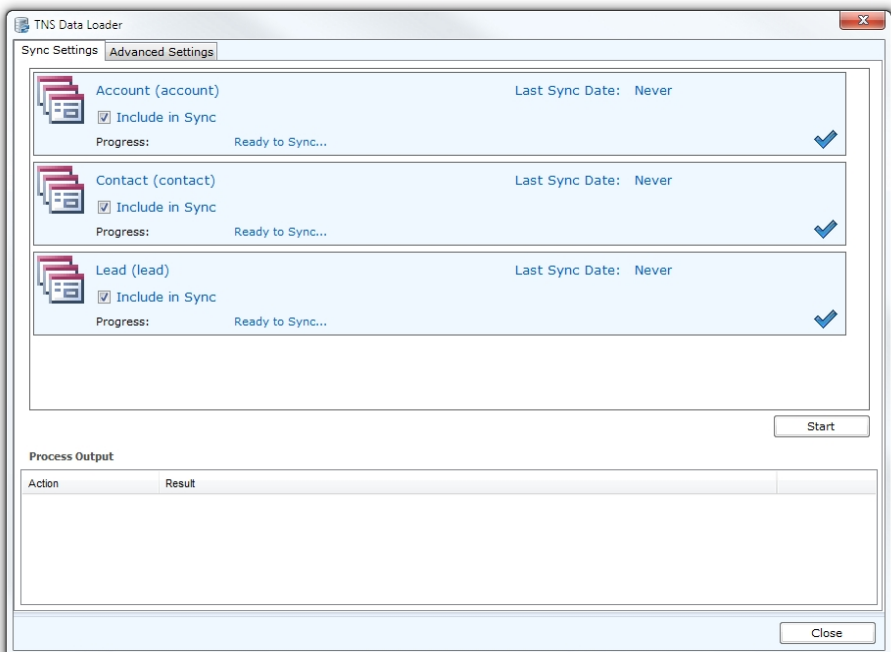 TNS Data Loader
Sync Settings Advanced Settings
Account (account) Last Sync Date: Never
Include in Sync
Progress: Ready to Sync...
Contact (contact) Last Sync Date: Never
Include in Sync
Progress: Ready to Sync...
Lead (lead) Last Sync Date: Never
Include in Sync
Progress: Ready to Sync...
Start
Process Output
Action Result
Close